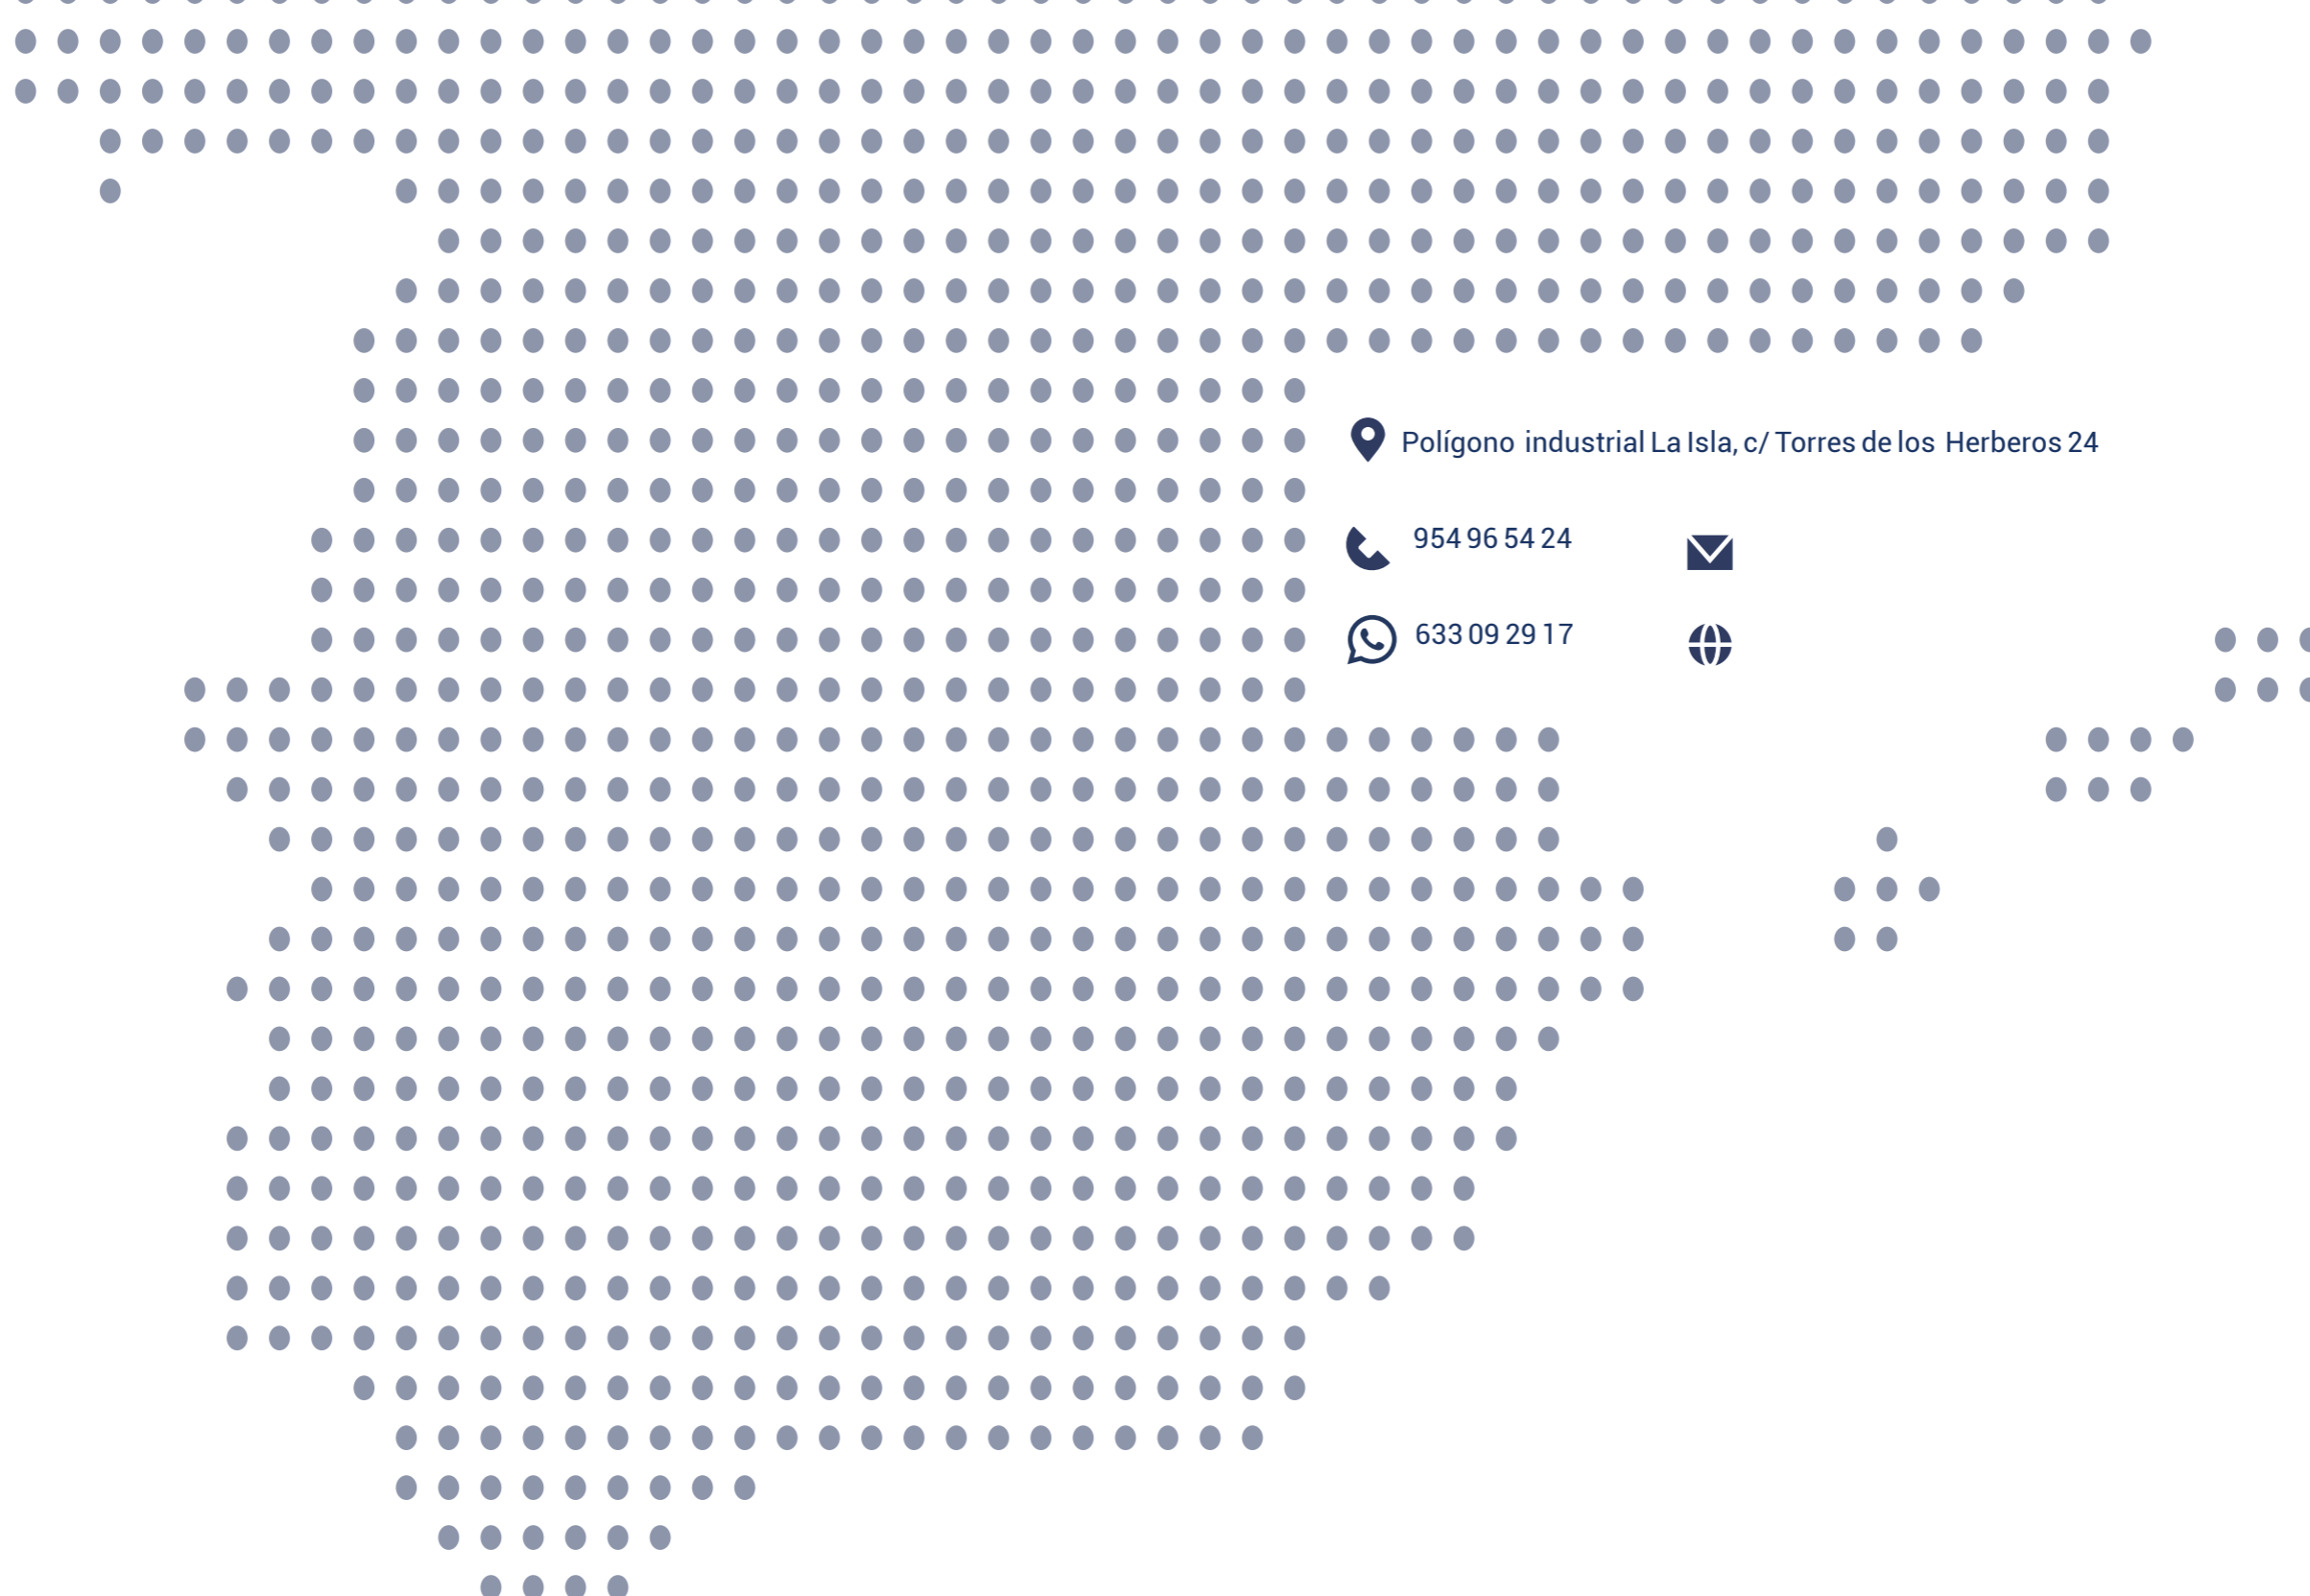 Polígono industrial La Isla, c/ Torres de los Herberos 24
954 96 54 24
633 09 29 17